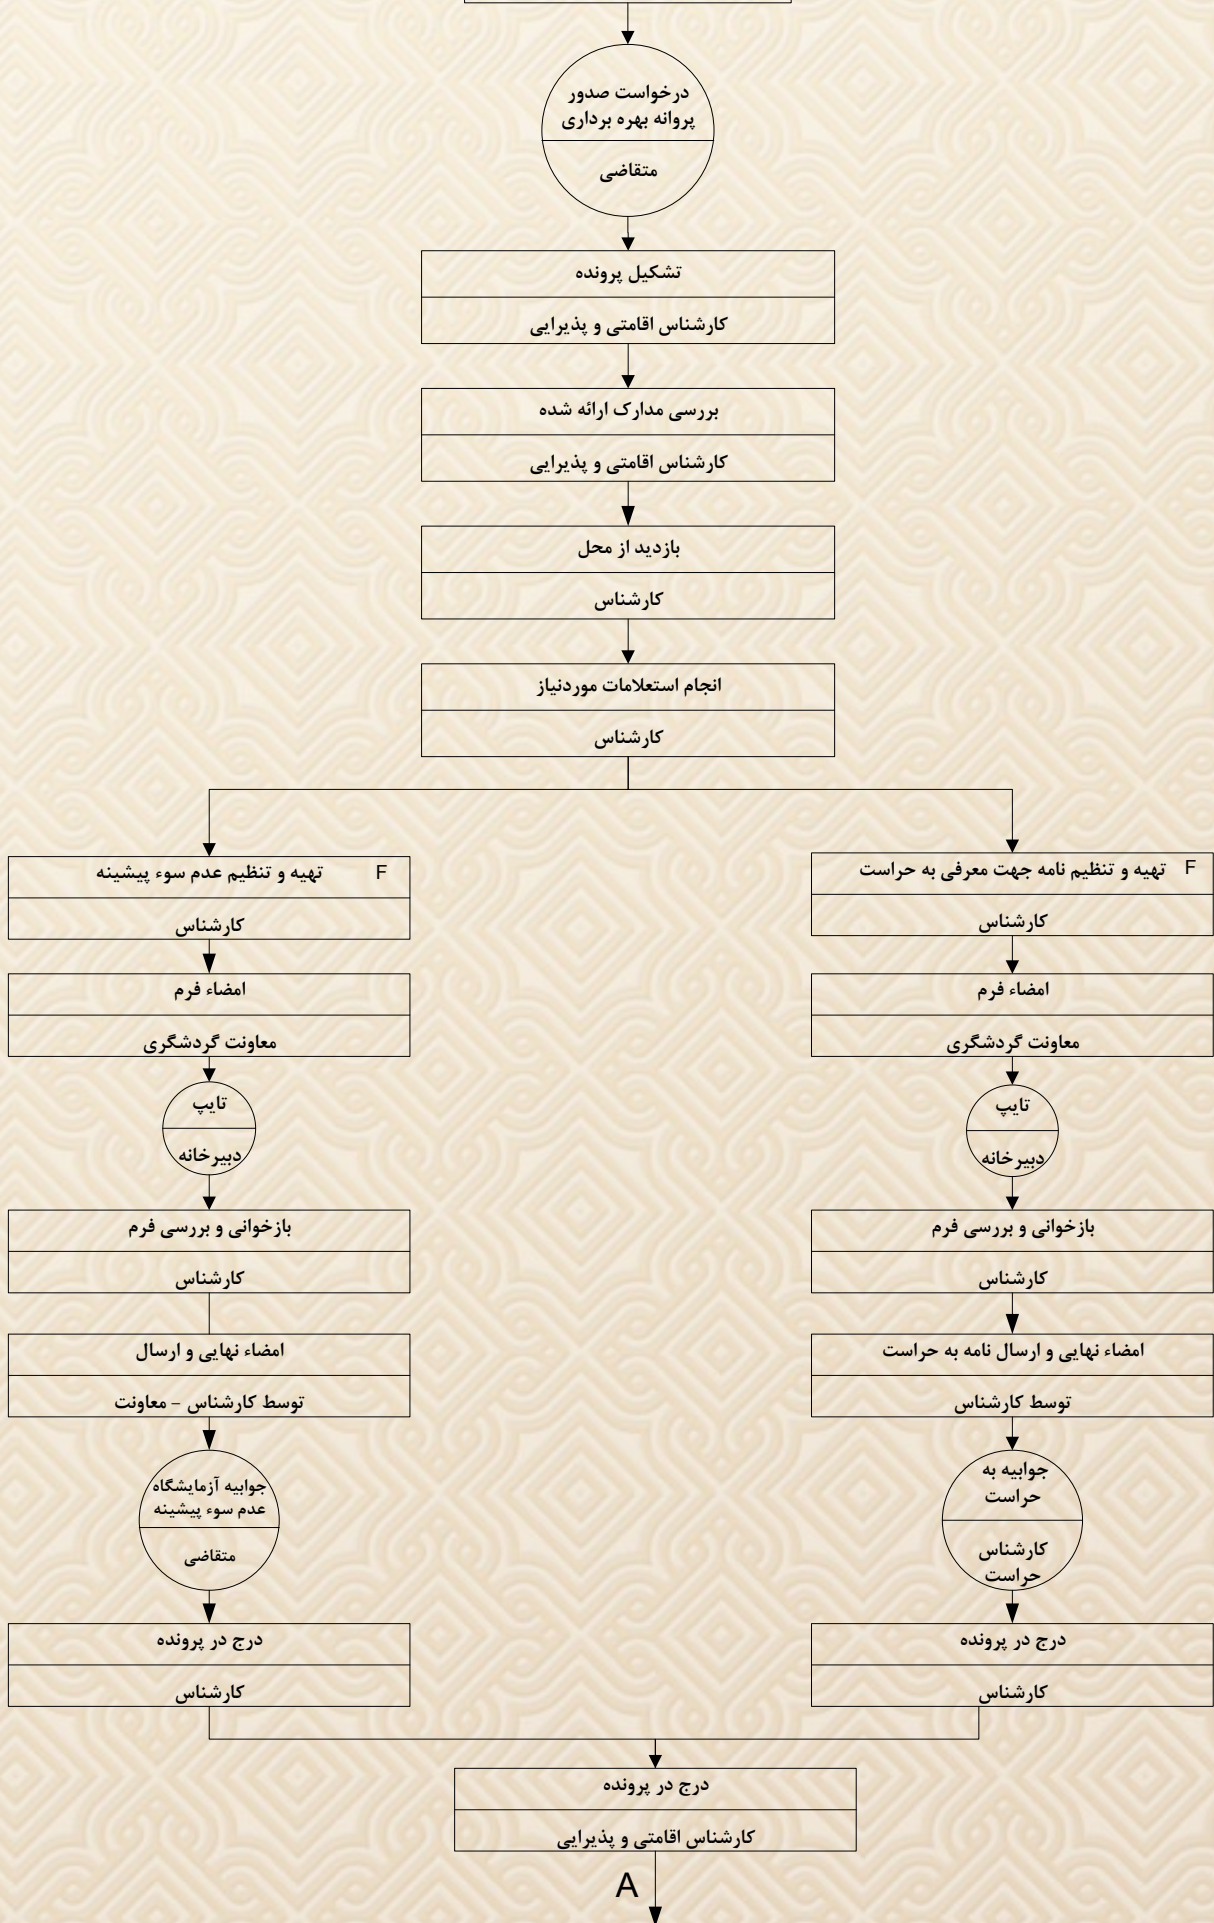 درخواست صدور
پروانه بهره برداری
متقاضی
تشکیل پرونده
کارشناس اقامتی و پذیرایی
بررسی مدارک ارائه شده
کارشناس اقامتی و پذیرایی
بازدید از محل
کارشناس
انجام استعلامات موردنیاز
کارشناس
F تهیه و تنظیم نامه جهت معرفی به حراست
کارشناس
امضاء فرم
معاونت گردشگری
تایپ
دبیرخانه
بازخوانی و بررسی فرم
کارشناس
امضاء نهایی و ارسال نامه به حراست
توسط کارشناس
جوابیه به
حراست
کارشناس
حراست
درج در پرونده
کارشناس
F تهیه و تنظیم عدم سوء پیشینه
کارشناس
امضاء فرم
معاونت گردشگری
تایپ
دبیرخانه
بازخوانی و بررسی فرم
کارشناس
امضاء نهایی و ارسال
توسط کارشناس – معاونت
جوابیه آزمایشگاه
عدم سوء پیشینه
متقاضی
درج در پرونده
کارشناس
درج در پرونده
کارشناس اقامتی و پذیرایی
A